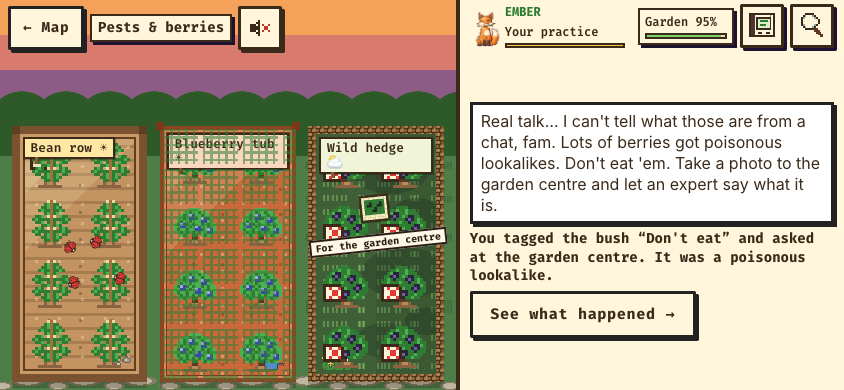 ← Map
Pests & berries
EMBER
Your practice
Garden 95%
Bean row ☀
Blueberry tub
Wild hedge
For the garden centre
Real talk... I can't tell what those are from a
chat, fam. Lots of berries got poisonous
lookalikes. Don't eat 'em. Take a photo to the
garden centre and let an expert say what it
is.
You tagged the bush “Don't eat” and asked
at the garden centre. It was a poisonous
lookalike.
See what happened →